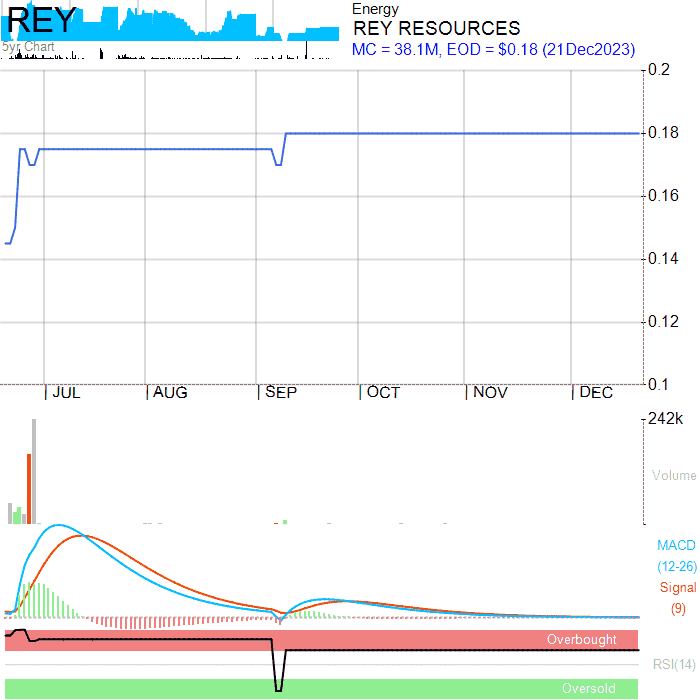 REY
5yr Chart
Energy
REY RESOURCES
MC = 38.1M, EOD = $0.18 (21Dec2023)
0.2
0.18
0.16
0.14
0.12
0.1
JUL AUG SEP OCT NOV DEC
242k
Volume
MACD
(12-26)
Signal
(9)
Overbought
RSI(14)
Oversold